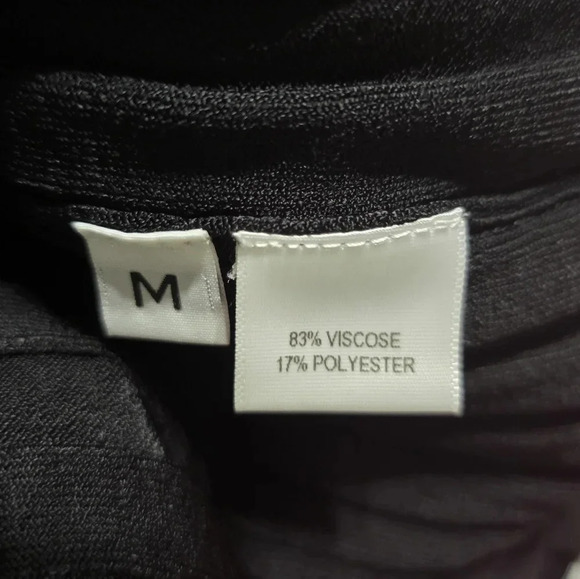 M
83% VISCOSE
17% POLYESTER